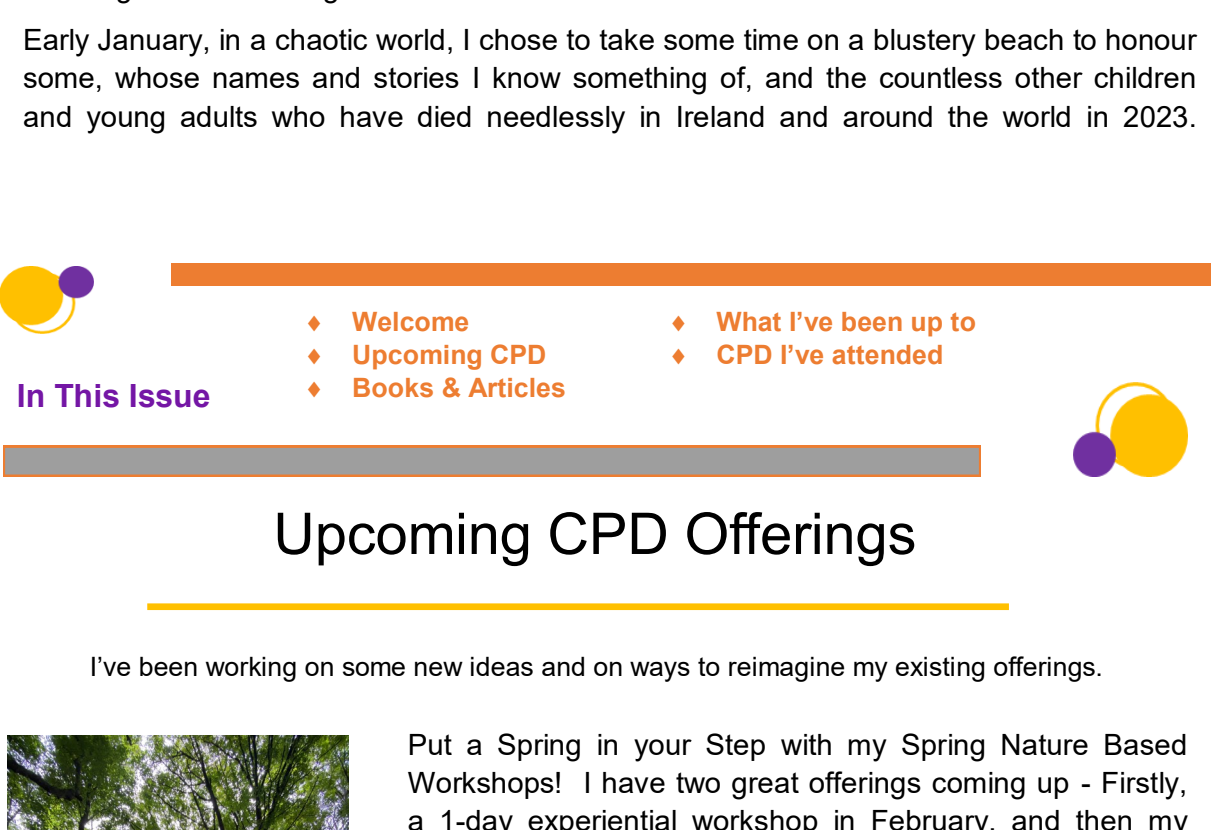 Early January, in a chaotic world, I chose to take some time on a blustery beach to honour
some, whose names and stories I know something of, and the countless other children
and young adults who have died needlessly in Ireland and around the world in 2023.
In This Issue
♦ Welcome
♦ Upcoming CPD
♦ Books & Articles
♦ What I’ve been up to
♦ CPD I’ve attended
Upcoming CPD Offerings
I’ve been working on some new ideas and on ways to reimagine my existing offerings.
Put a Spring in your Step with my Spring Nature Based
Workshops! I have two great offerings coming up - Firstly,
a 1-day experiential workshop in February, and then my